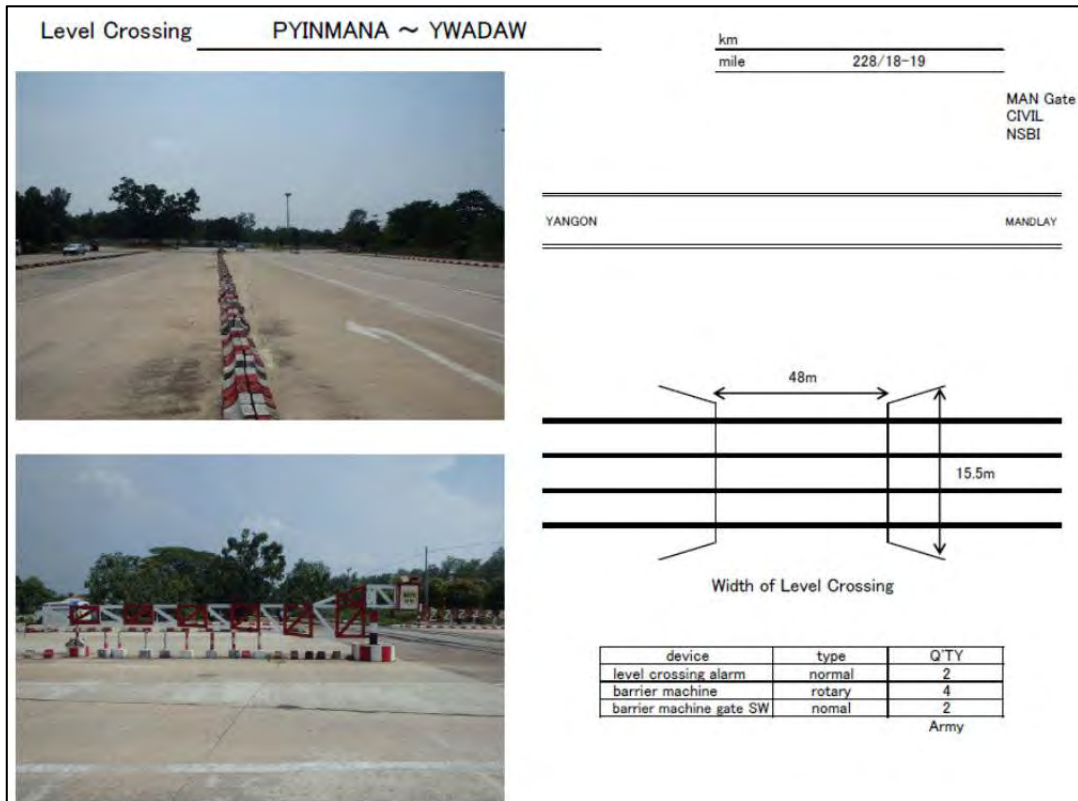 Level Crossing PYINMANA ~ YWADAW
km
mile 228/18-19
MAN Gate
CIVIL
NSBI
YANGON MANDLAY
48m
15.5m
Width of Level Crossing
device type Q'TY
level crossing alarm normal 2
barrier machine rotary 4
barrier machine gate SW nomal 2
Army